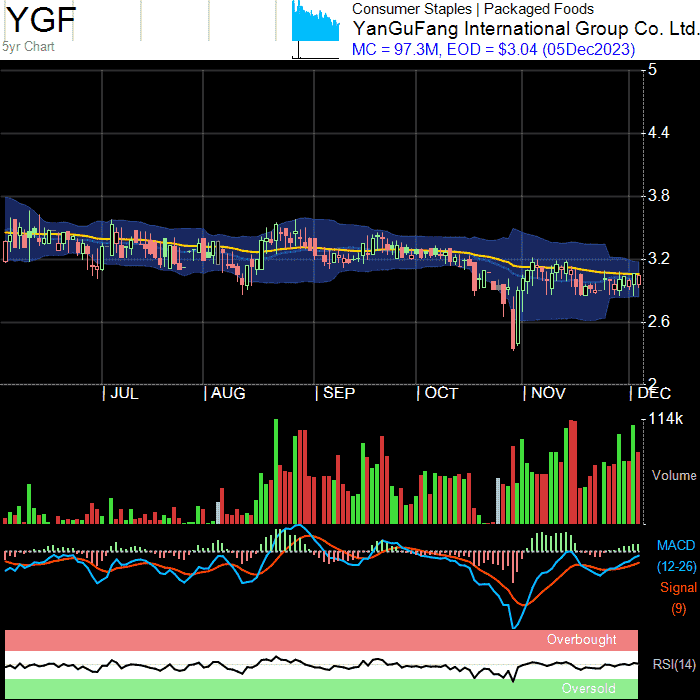 YGF
5yr Chart
Consumer Staples | Packaged Foods
YanGuFang International Group Co. Ltd.
MC = 97.3M, EOD = $3.04 (05Dec2023)
5
4.4
3.8
3.2
2.6
2
JUL
AUG
SEP
OCT
NOV
DEC
114k
Volume
MACD
(12-26)
Signal
(9)
Overbought
RSI(14)
Oversold